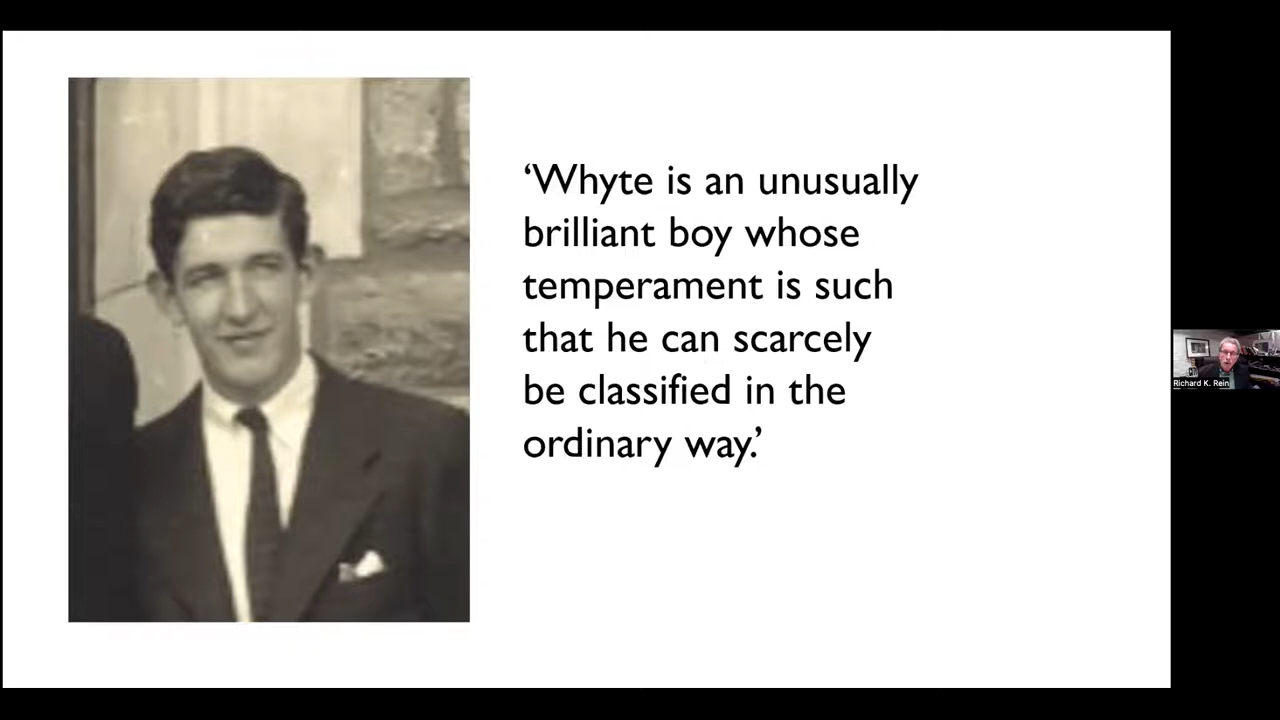 ‘Whyte is an unusually
brilliant boy whose
temperament is such
that he can scarcely
be classified in the
ordinary way.’
Richard K. Rein